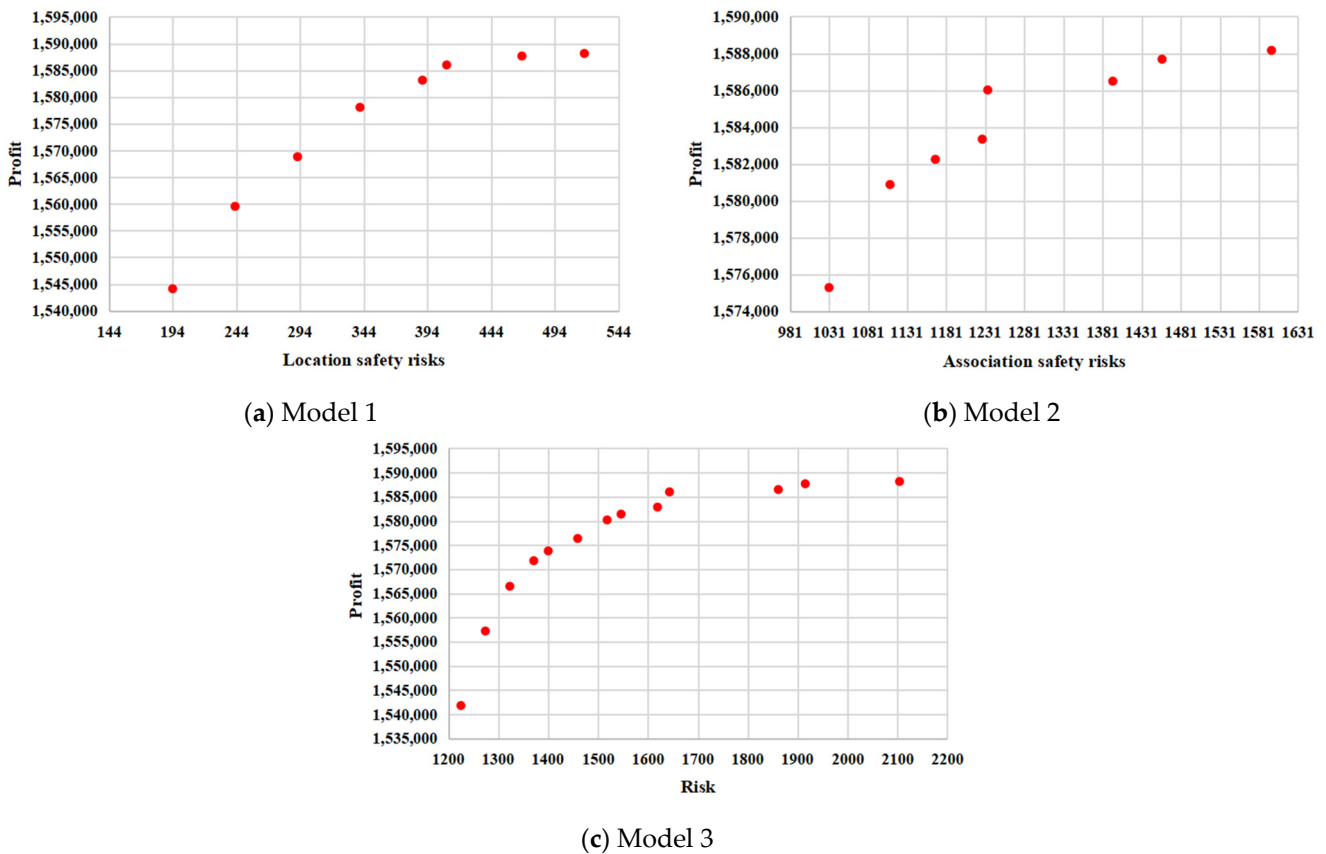 1,595,000
1,590,000
1,585,000
1,580,000
1,575,000
1,570,000
1,565,000
1,560,000
1,555,000
1,550,000
1,545,000
1,540,000
Profit
144 194 244 294 344 394 444 494 544
Location safety risks
(a) Model 1
1,590,000
1,588,000
1,586,000
1,584,000
1,582,000
1,580,000
1,578,000
1,576,000
1,574,000
Profit
981 1031 1081 1131 1181 1231 1281 1331 1381 1431 1481 1531 1581 1631
Association safety risks
(b) Model 2
1,595,000
1,590,000
1,585,000
1,580,000
1,575,000
1,570,000
1,565,000
1,560,000
1,555,000
1,550,000
1,545,000
1,540,000
1,535,000
Profit
1200 1300 1400 1500 1600 1700 1800 1900 2000 2100 2200
Risk
(c) Model 3